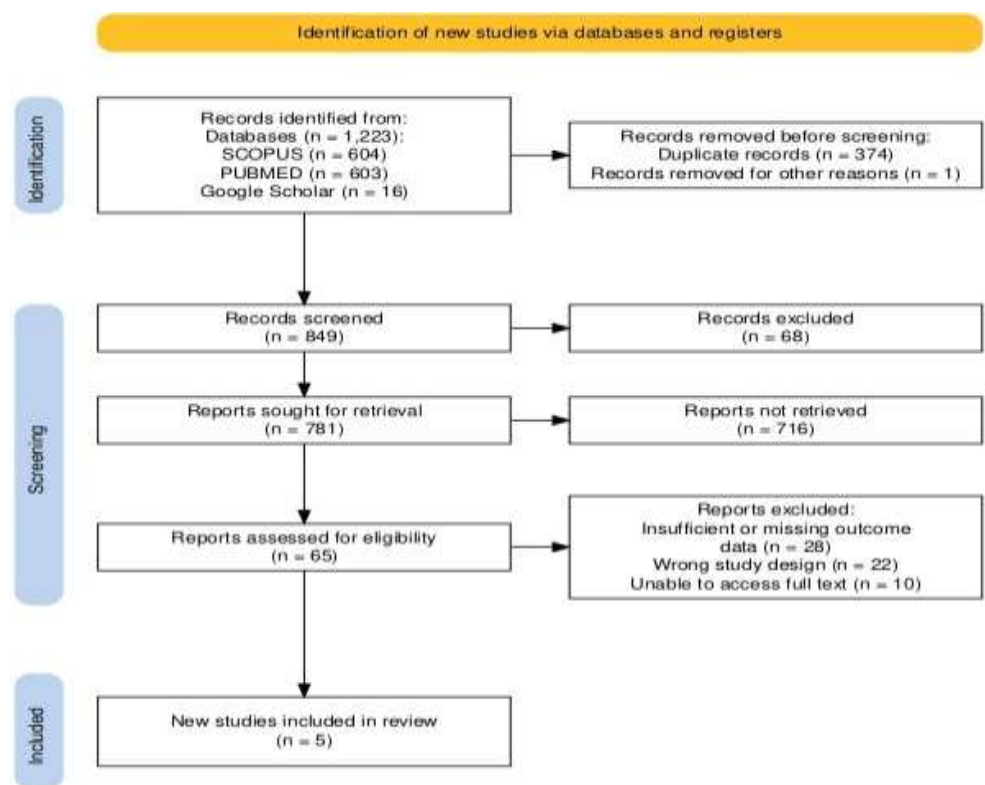 Identification of new studies via databases and registers
Identification
Records identified from:
Databases (n = 1,223):
SCOPUS (n = 604)
PUBMED (n = 603)
Google Scholar (n = 16)
Records removed before screening:
Duplicate records (n = 374)
Records removed for other reasons (n = 1)
Screening
Records screened
(n = 849)
Records excluded
(n = 68)
Reports sought for retrieval
(n = 781)
Reports not retrieved
(n = 716)
Reports assessed for eligibility
(n = 65)
Reports excluded:
Insufficient or missing outcome
data (n = 28)
Wrong study design (n = 22)
Unable to access full text (n = 10)
Included
New studies included in review
(n = 5)